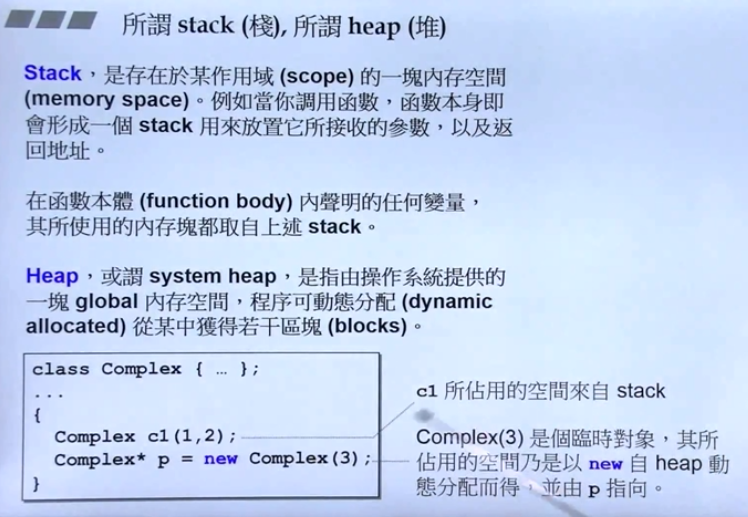 所謂 stack (棧), 所謂 heap (堆)
Stack，是存在於某作用域 (scope) 的一塊內存空間
(memory space)。例如當你調用函數，函數本身即
會形成一個 stack 用來放置它所接收的參數，以及返
回地址。
在函數本體 (function body) 內聲明的任何變量，
其所使用的內存塊都取自上述 stack。
Heap，或謂 system heap，是指由操作系統提供的
一塊 global 內存空間，程序可動態分配 (dynamic
allocated) 從某中獲得若干區塊 (blocks)。
class Complex { … };
...
{
Complex c1(1,2);
Complex* p = new Complex(3);
}
c1 所佔用的空間來自 stack
Complex(3) 是個臨時對象，其所
佔用的空間乃是以 new 自 heap 動
態分配而得，並由 p 指向。